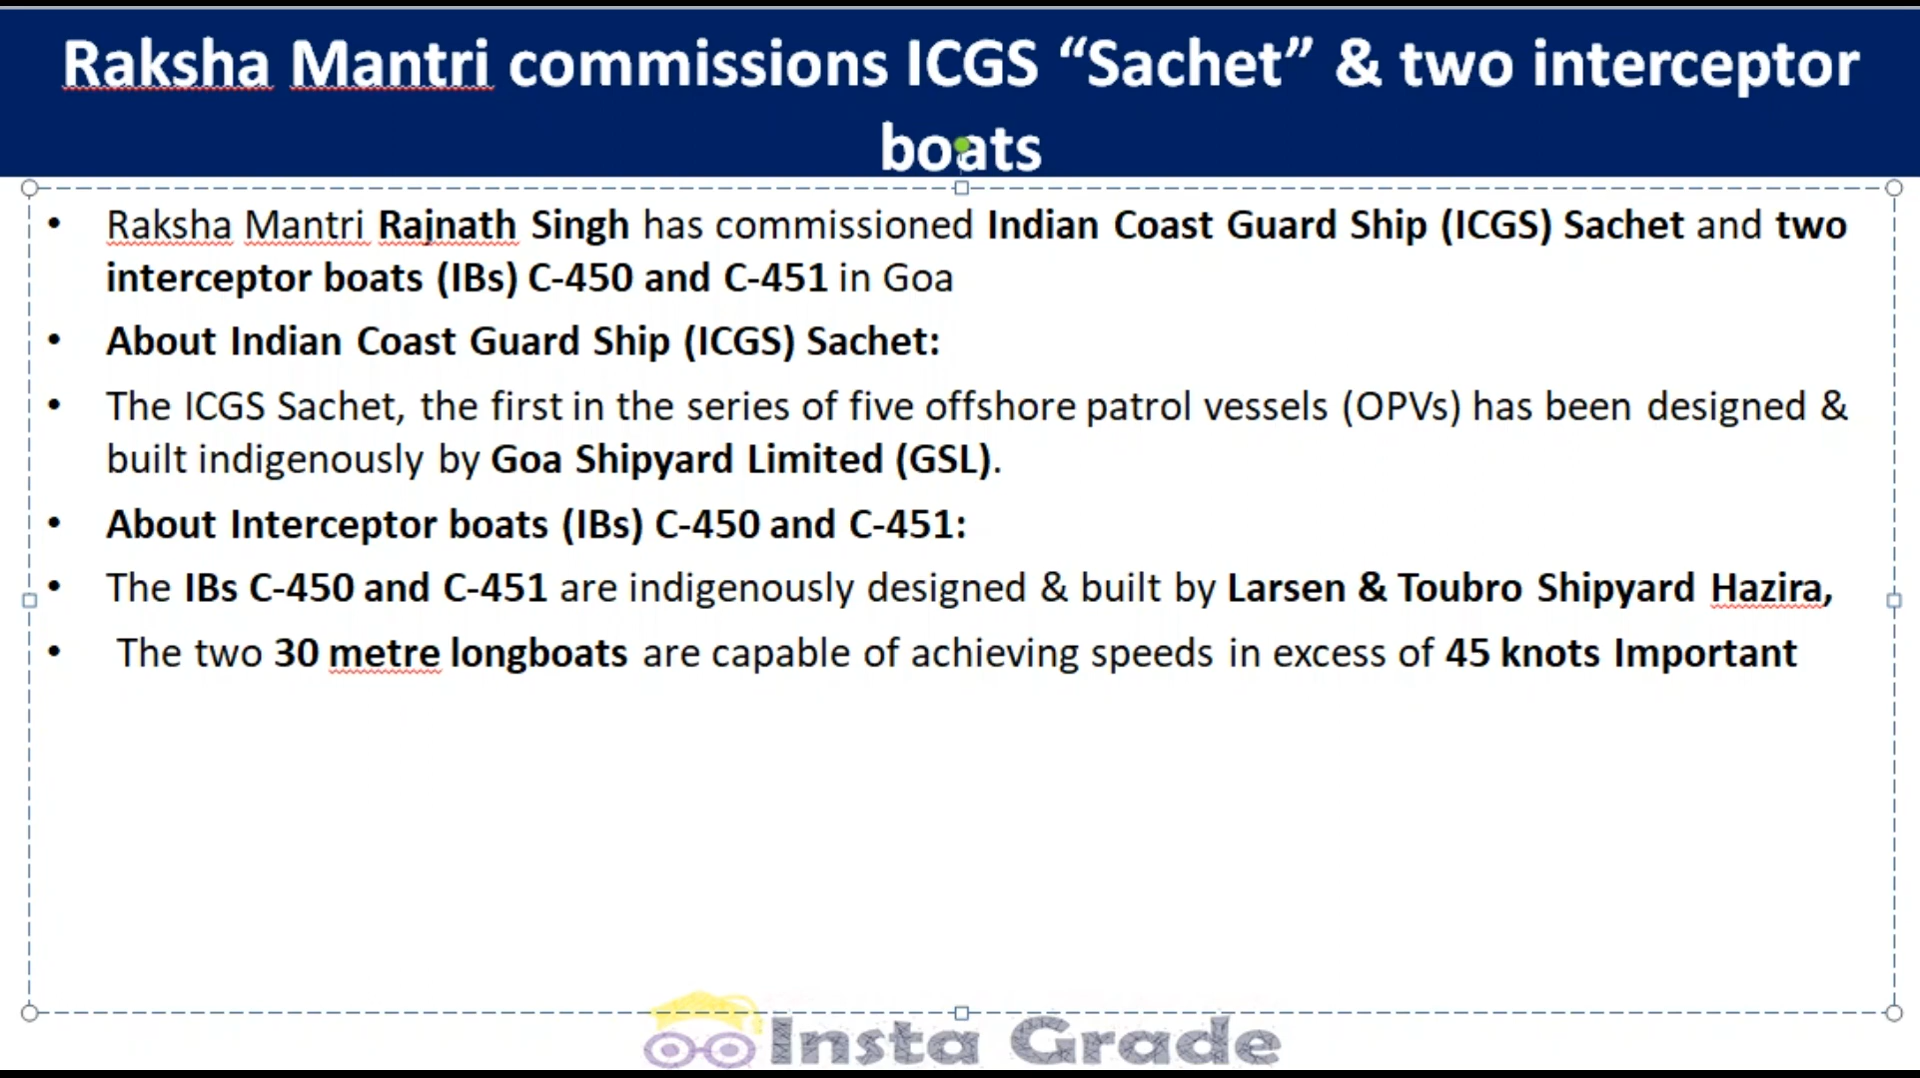 Raksha Mantri commissions ICGS “Sachet” & two interceptor
boats
• Raksha Mantri Rajnath Singh has commissioned Indian Coast Guard Ship (ICGS) Sachet and two
interceptor boats (IBs) C-450 and C-451 in Goa
• About Indian Coast Guard Ship (ICGS) Sachet:
• The ICGS Sachet, the first in the series of five offshore patrol vessels (OPVs) has been designed &
built indigenously by Goa Shipyard Limited (GSL).
• About Interceptor boats (IBs) C-450 and C-451:
• The IBs C-450 and C-451 are indigenously designed & built by Larsen & Toubro Shipyard Hazira,
• The two 30 metre longboats are capable of achieving speeds in excess of 45 knots Important
Insta Grade